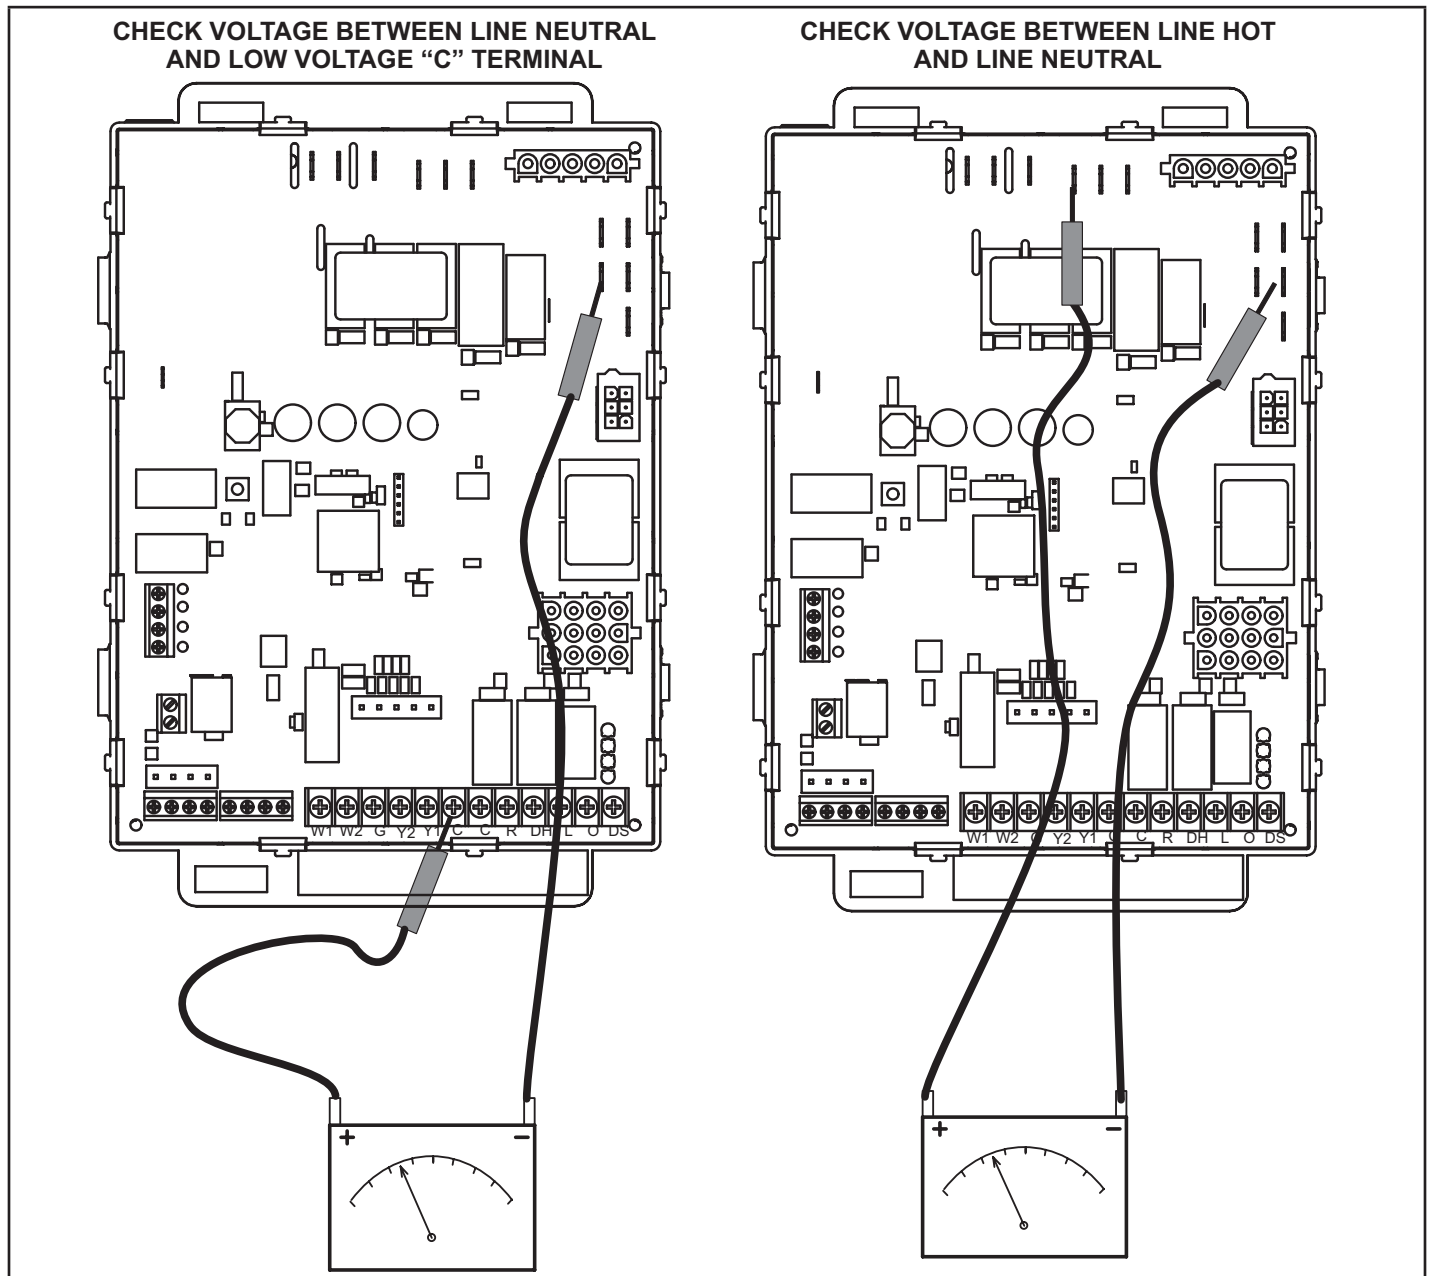 CHECK VOLTAGE BETWEEN LINE NEUTRAL
AND LOW VOLTAGE “C” TERMINAL
CHECK VOLTAGE BETWEEN LINE HOT
AND LINE NEUTRAL
W1 W2 G Y2 Y1 C C R DH L O DS
W1 W2 G Y2 Y1 C C R DH L O DS
+ −
+ −